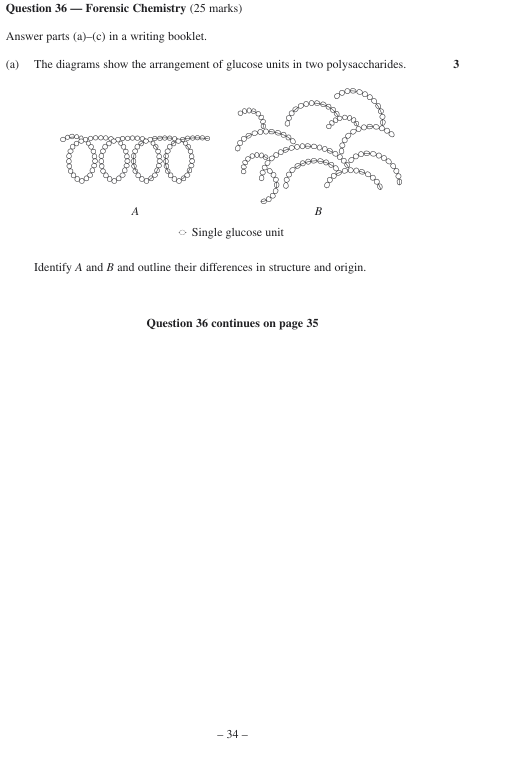 Question 36 — Forensic Chemistry (25 marks)
Answer parts (a)–(c) in a writing booklet.
(a) The diagrams show the arrangement of glucose units in two polysaccharides. 3
A B
Single glucose unit
Identify A and B and outline their differences in structure and origin.
Question 36 continues on page 35
– 34 –